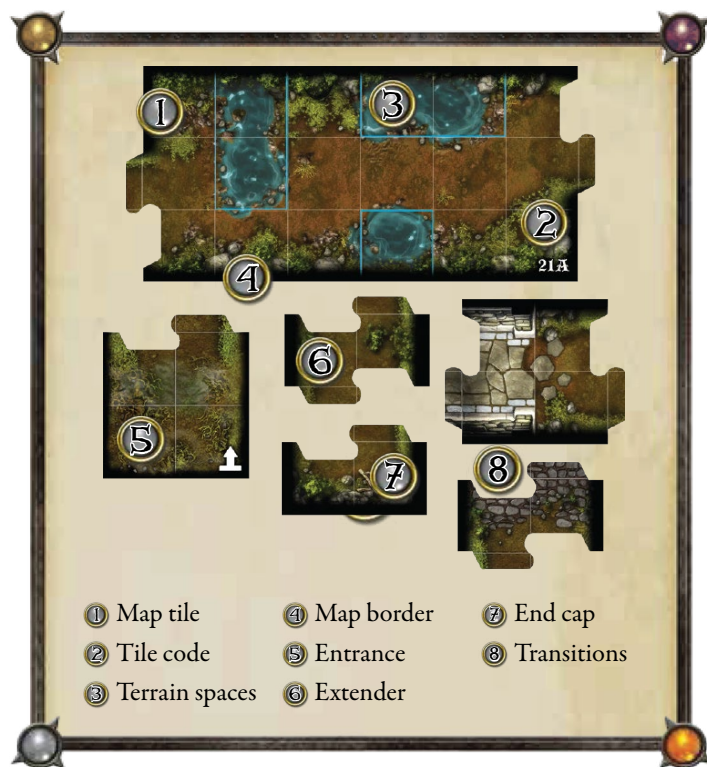 1
3
2
21A
4
6
5
7
8
1 Map tile
2 Tile code
3 Terrain spaces
4 Map border
5 Entrance
6 Extender
7 End cap
8 Transitions